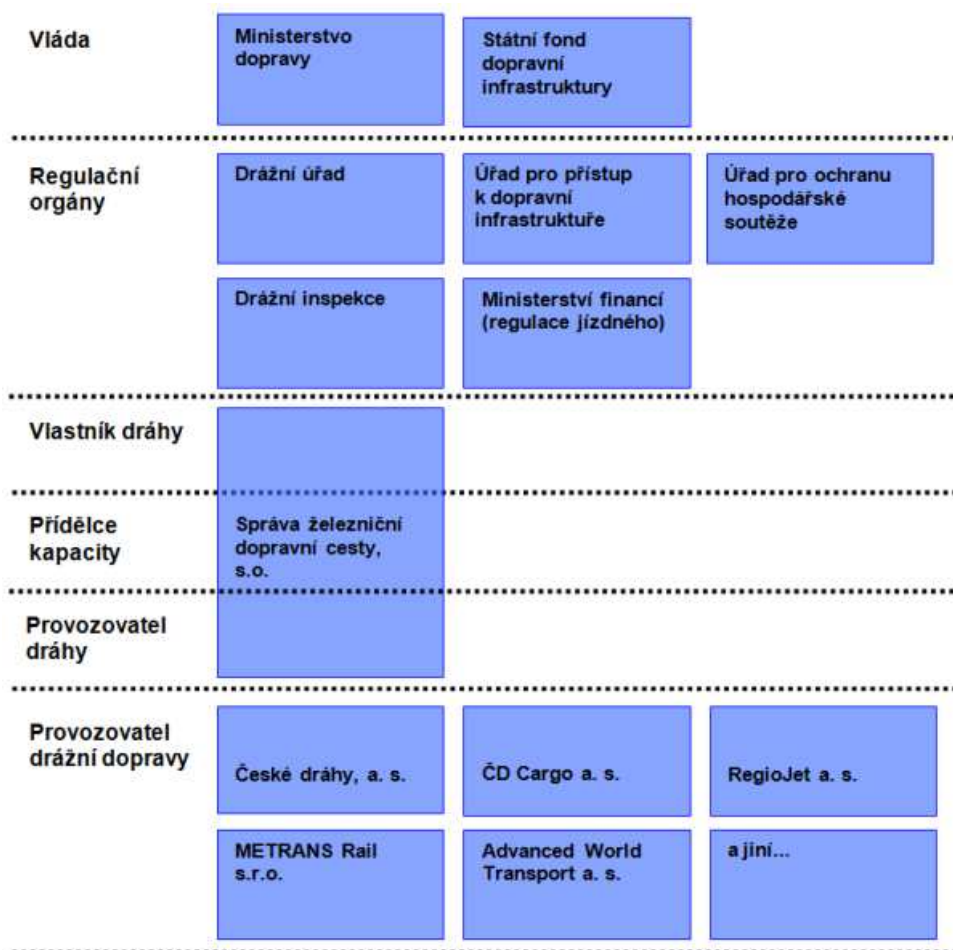 Vláda
Ministerstvo
dopravy
Státní fond
dopravní
infrastruktury
Regulační
orgány
Drážní úřad
Úřad pro přístup
k dopravní
infrastruktuře
Úřad pro ochranu
hospodářské
soutěže
Drážní inspekce
Ministerství financí
(regulace jízdného)
Vlastník dráhy
Přídělce
kapacity
Správa železniční
dopravní cesty,
s.o.
Provozovatel
dráhy
Provozovatel
drážní dopravy
České dráhy, a. s.
ČD Cargo a. s.
RegioJet a. s.
METRANS Rail
s.r.o.
Advanced World
Transport a. s.
a jiní...